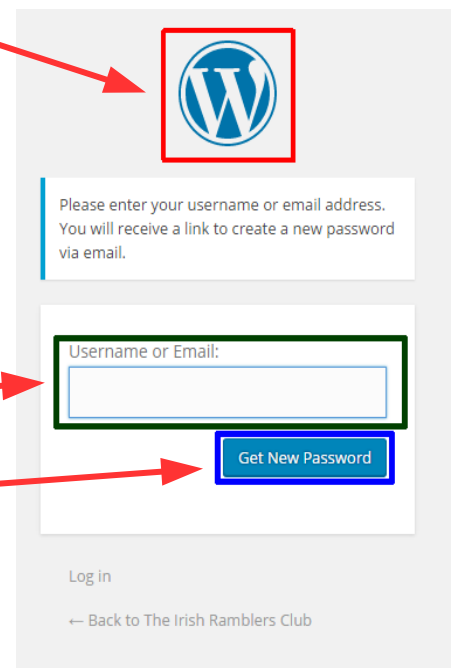 Please enter your username or email address.
You will receive a link to create a new password
via email.
Username or Email:
Get New Password
Log in
← Back to The Irish Ramblers Club